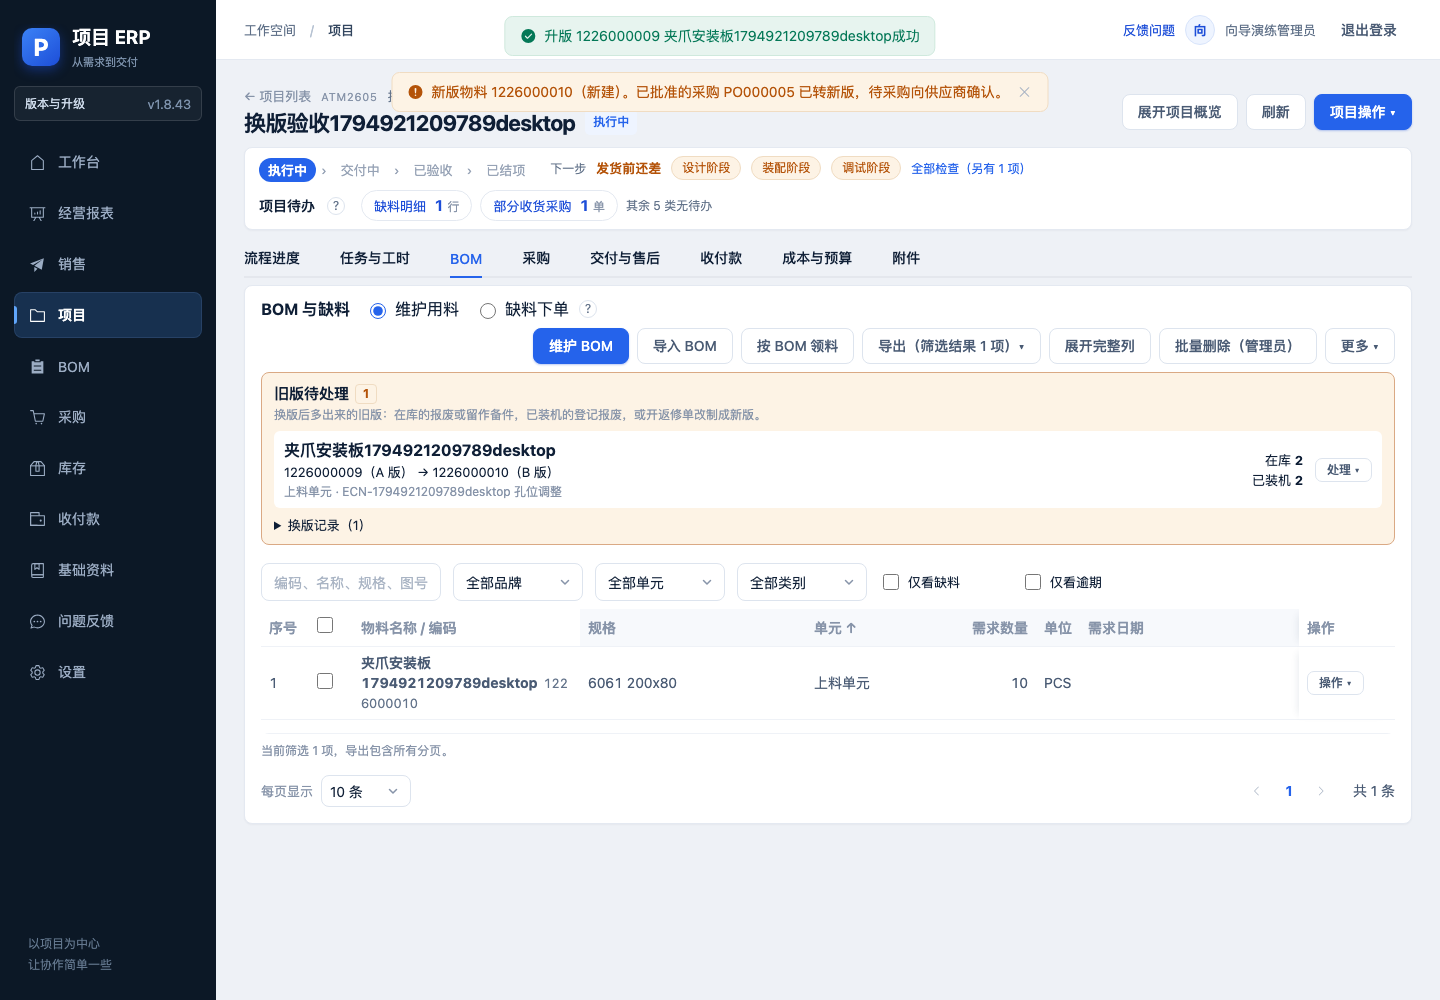 P
项目 ERP
从需求到交付
版本与升级 v1.8.43
工作台
经营报表
销售
项目
BOM
采购
库存
收付款
基础资料
问题反馈
设置
以项目为中心
让协作简单一些
工作空间 / 项目
升版 1226000009 夹爪安装板1794921209789desktop成功
反馈问题 向 向导演练管理员 退出登录
新版物料 1226000010（新建）。已批准的采购 PO000005 已转新版，待采购向供应商确认。
← 项目列表 ATM2605
换版验收1794921209789desktop 执行中
展开项目概览 刷新 项目操作
执行中 › 交付中 › 已验收 › 已结项 下一步 发货前还差 设计阶段 装配阶段 调试阶段 全部检查（另有 1 项）
项目待办 ? 缺料明细 1 行 部分收货采购 1 单 其余 5 类无待办
流程进度 任务与工时 BOM 采购 交付与售后 收付款 成本与预算 附件
BOM 与缺料 维护用料 缺料下单 ?
维护 BOM 导入 BOM 按 BOM 领料 导出（筛选结果 1 项） 展开完整列 批量删除（管理员） 更多
旧版待处理 1
换版后多出来的旧版：在库的报废或留作备件，已装机的登记报废，或开返修单改制成新版。
夹爪安装板1794921209789desktop
1226000009（A 版） → 1226000010（B 版）
上料单元 · ECN-1794921209789desktop 孔位调整
在库 2
已装机 2
处理
换版记录（1）
编码、名称、规格、图号 全部品牌 全部单元 全部类别 仅看缺料 仅看逾期
序号 物料名称 / 编码 规格 单元 ↑ 需求数量 单位 需求日期 操作
1 夹爪安装板1794921209789desktop 1226000010 6061 200x80 上料单元 10 PCS 操作
当前筛选 1 项，导出包含所有分页。
每页显示 10 条
1 共 1 条